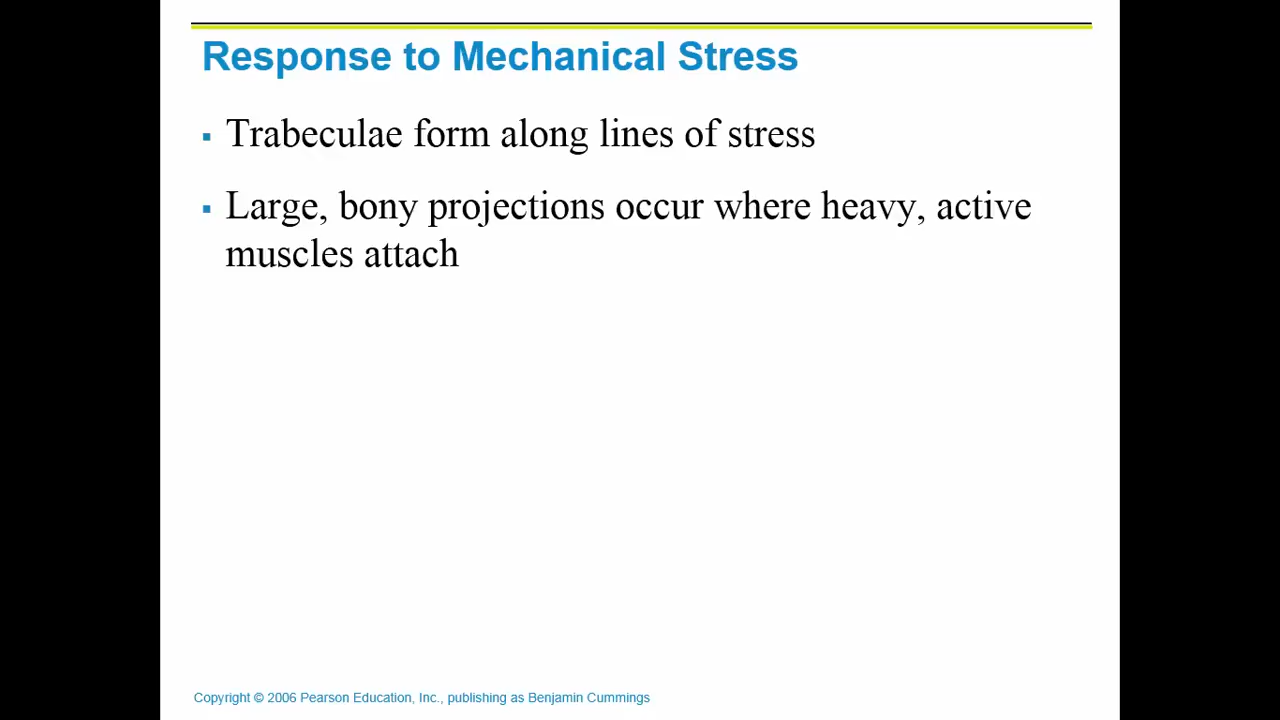 Response to Mechanical Stress
▪ Trabeculae form along lines of stress
▪ Large, bony projections occur where heavy, active
muscles attach
Copyright © 2006 Pearson Education, Inc., publishing as Benjamin Cummings